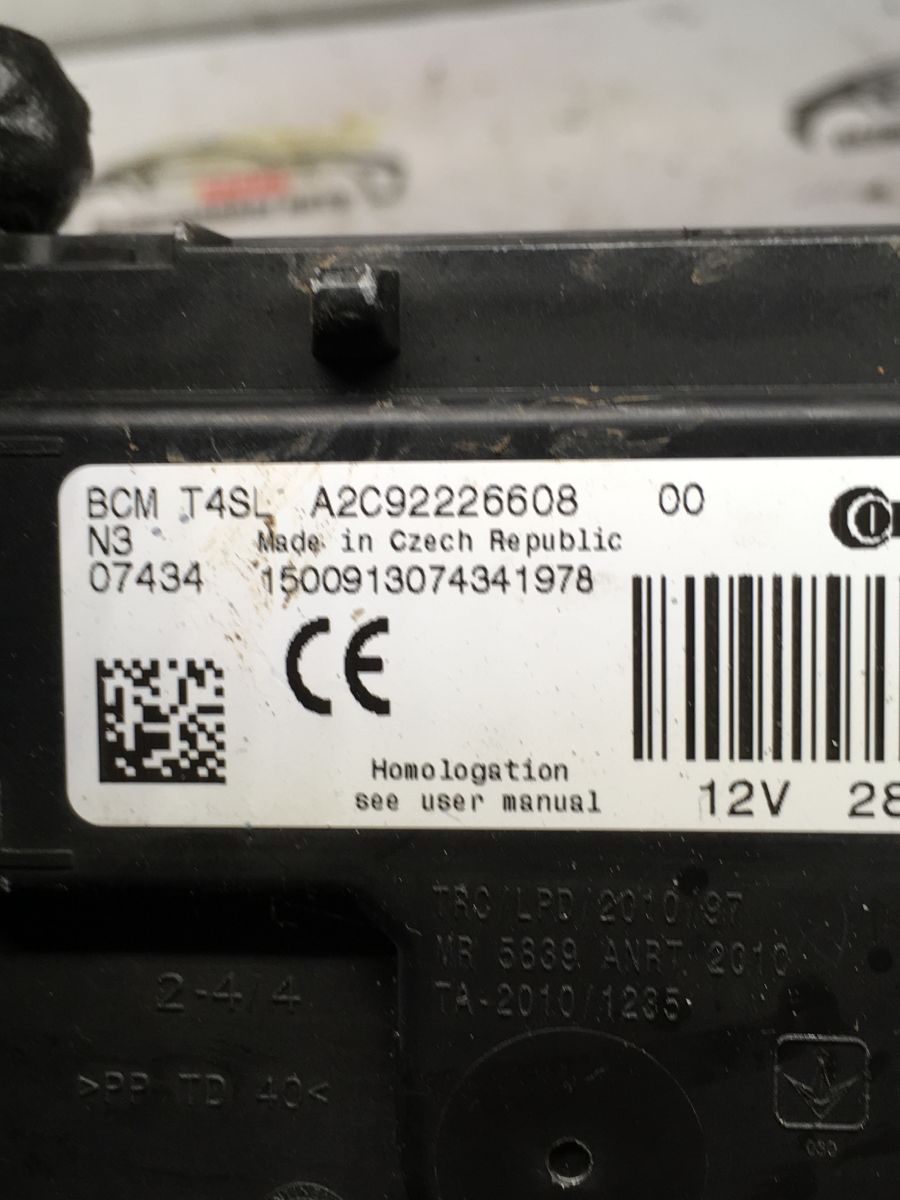 BCM T4SL A2C92226608 00
N3 Made in Czech Republic
07434 1500913074341978
CE
Homologation
see user manual
12V 28
TRC/LPD/2010/97
MR 5839 ANRT 2010
TA-2010/1235
2-4/4
>PP TD 40<
030